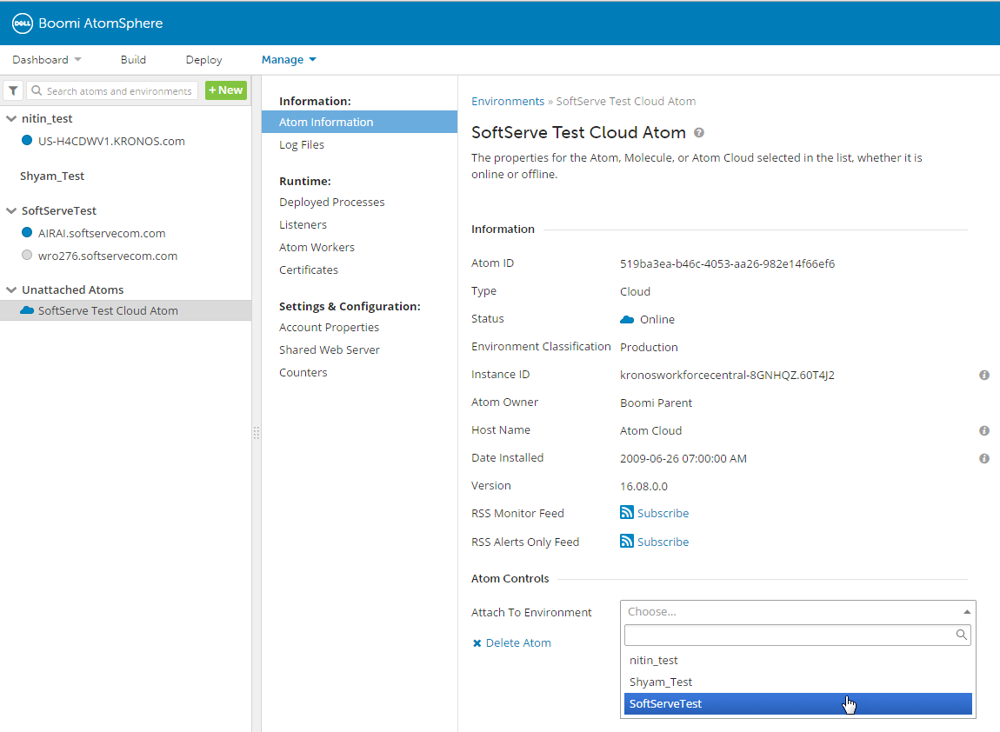 DELL Boomi AtomSphere
Dashboard Build Deploy Manage
Search atoms and environments + New
nitin_test
US-H4CDWV1.KRONOS.com
Shyam_Test
SoftServeTest
AIRAI.softservecom.com
wro276.softservecom.com
Unattached Atoms
SoftServe Test Cloud Atom
Information:
Atom Information
Log Files
Runtime:
Deployed Processes
Listeners
Atom Workers
Certificates
Settings & Configuration:
Account Properties
Shared Web Server
Counters
Environments » SoftServe Test Cloud Atom
SoftServe Test Cloud Atom ?
The properties for the Atom, Molecule, or Atom Cloud selected in the list, whether it is
online or offline.
Information
Atom ID 519ba3ea-b46c-4053-aa26-982e14f66ef6
Type Cloud
Status Online
Environment Classification Production
Instance ID kronosworkforcecentral-8GNHQZ.60T4J2 i
Atom Owner Boomi Parent
Host Name Atom Cloud i
Date Installed 2009-06-26 07:00:00 AM i
Version 16.08.0.0
RSS Monitor Feed Subscribe
RSS Alerts Only Feed Subscribe
Atom Controls
Attach To Environment Choose...
Delete Atom
nitin_test
Shyam_Test
SoftServeTest